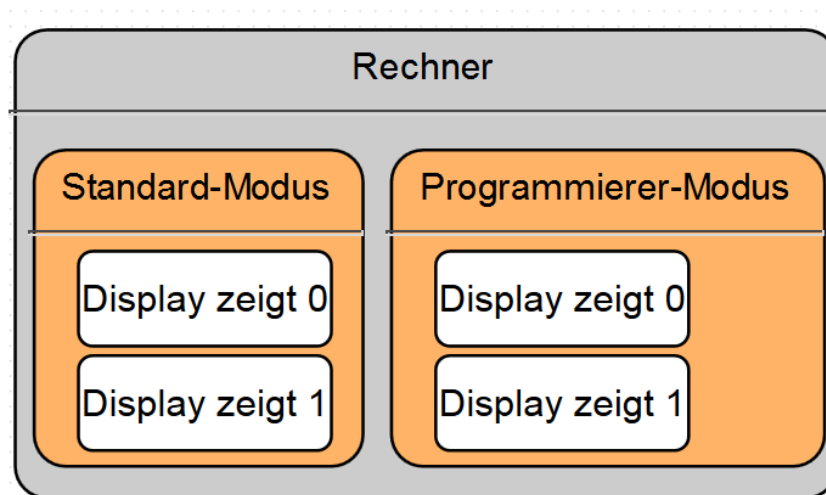 Rechner
Standard-Modus
Display zeigt 0
Display zeigt 1
Programmierer-Modus
Display zeigt 0
Display zeigt 1